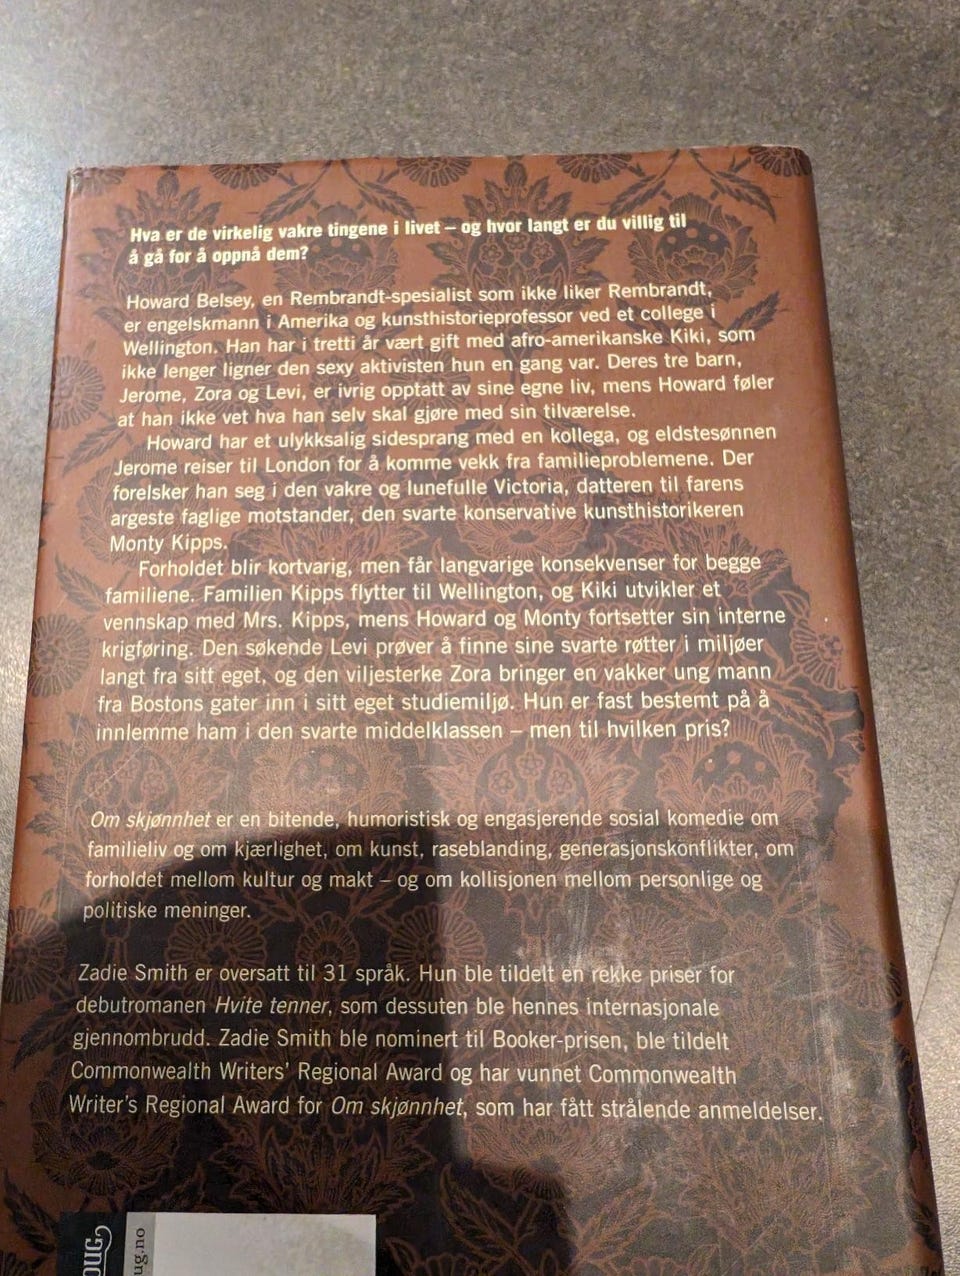 Hva er de virkelig vakre tingene i livet – og hvor langt er du villig til
å gå for å oppnå dem?
Howard Belsey, en Rembrandt-spesialist som ikke liker Rembrandt,
er engelskmann i Amerika og kunsthistorieprofessor ved et college i
Wellington. Han har i tretti år vært gift med afro-amerikanske Kiki, som
ikke lenger ligner den sexy aktivisten hun en gang var. Deres tre barn,
Jerome, Zora og Levi, er ivrig opptatt av sine egne liv, mens Howard føler
at han ikke vet hva han selv skal gjøre med sin tilværelse.
Howard har et ulykksalig sidesprang med en kollega, og eldstesønnen
Jerome reiser til London for å komme vekk fra familieproblemene. Der
forelsker han seg i den vakre og lunefulle Victoria, datteren til farens
argeste faglige motstander, den svarte konservative kunsthistorikeren
Monty Kipps.
Forholdet blir kortvarig, men får langvarige konsekvenser for begge
familiene. Familien Kipps flytter til Wellington, og Kiki utvikler et
vennskap med Mrs. Kipps, mens Howard og Monty fortsetter sin interne
krigføring. Den søkende Levi prøver å finne sine svarte røtter i miljøer
langt fra sitt eget, og den viljesterke Zora bringer en vakker ung mann
fra Bostons gater inn i sitt eget studiemiljø. Hun er fast bestemt på å
innlemme ham i den svarte middelklassen – men til hvilken pris?
Om skjønnhet er en bitende, humoristisk og engasjerende sosial komedie om
familieliv og om kjærlighet, om kunst, raseblanding, generasjonskonflikter, om
forholdet mellom kultur og makt – og om kollisjonen mellom personlige og
politiske meninger.
Zadie Smith er oversatt til 31 språk. Hun ble tildelt en rekke priser for
debutromanen Hvite tenner, som dessuten ble hennes internasjonale
gjennombrudd. Zadie Smith ble nominert til Booker-prisen, ble tildelt
Commonwealth Writers' Regional Award og har vunnet Commonwealth
Writer's Regional Award for Om skjønnhet, som har fått strålende anmeldelser.
OUG
ug.no